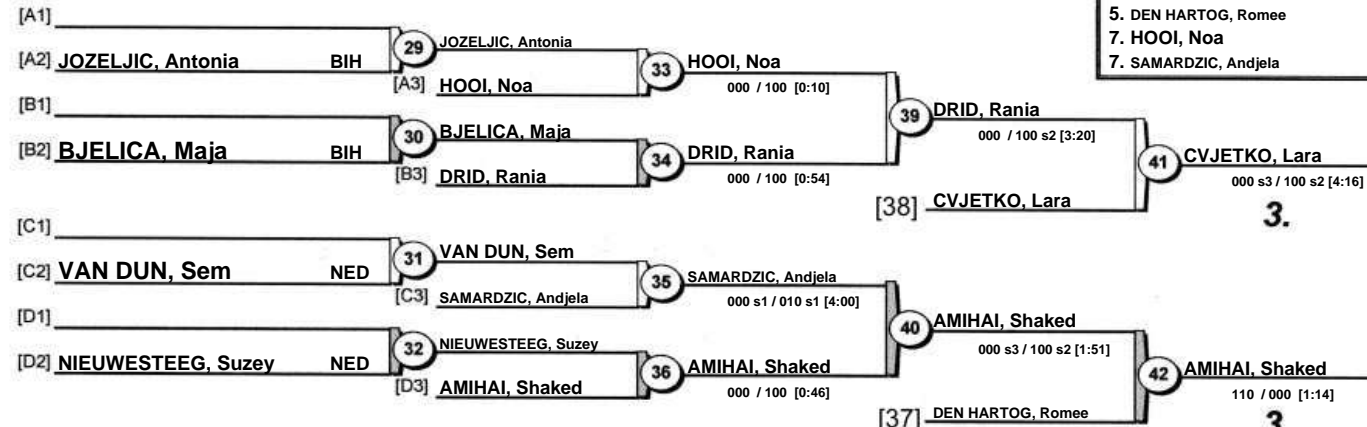 5. DEN HARTOG, Romee
7. HOOI, Noa
7. SAMARDZIC, Andjela
[A1]
[A2] JOZELJIC, Antonia BIH
29 JOZELJIC, Antonia
[A3] HOOI, Noa
33 HOOI, Noa
000 / 100 [0:10]
[B1]
[B2] BJELICA, Maja BIH
30 BJELICA, Maja
[B3] DRID, Rania
34 DRID, Rania
000 / 100 [0:54]
39 DRID, Rania
000 / 100 s2 [3:20]
[38] CVJETKO, Lara
41 CVJETKO, Lara
000 s3 / 100 s2 [4:16]
3.
[C1]
[C2] VAN DUN, Sem NED
31 VAN DUN, Sem
[C3] SAMARDZIC, Andjela
35 SAMARDZIC, Andjela
000 s1 / 010 s1 [4:00]
[D1]
[D2] NIEUWESTEEG, Suzey NED
32 NIEUWESTEEG, Suzey
[D3] AMIHAI, Shaked
36 AMIHAI, Shaked
000 / 100 [0:46]
40 AMIHAI, Shaked
000 s3 / 100 s2 [1:51]
[37] DEN HARTOG, Romee
42 AMIHAI, Shaked
110 / 000 [1:14]
3